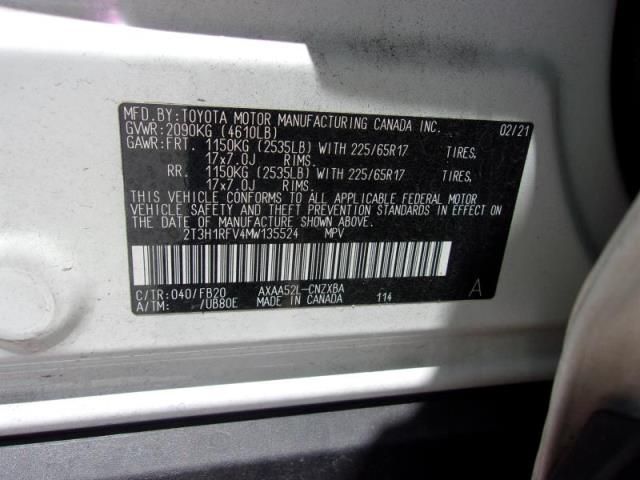 MFD.BY:TOYOTA MOTOR MANUFACTURING CANADA INC. 02/21
GVWR:2090KG (4610LB)
GAWR:FRT. 1150KG (2535LB) WITH 225/65R17 TIRES.
17x7.0J RIMS.
RR. 1150KG (2535LB) WITH 225/65R17 TIRES.
17x7.0J RIMS.
THIS VEHICLE CONFORMS TO ALL APPLICABLE FEDERAL MOTOR
VEHICLE SAFETY AND THEFT PREVENTION STANDARDS IN EFFECT
ON THE DATE OF MANUFACTURE SHOWN ABOVE.
2T3H1RFV4MW135524 MPV
C/TR:040/FB20 AXAA52L-CNZXBA A
A/TM: /UB80E MADE IN CANADA 114